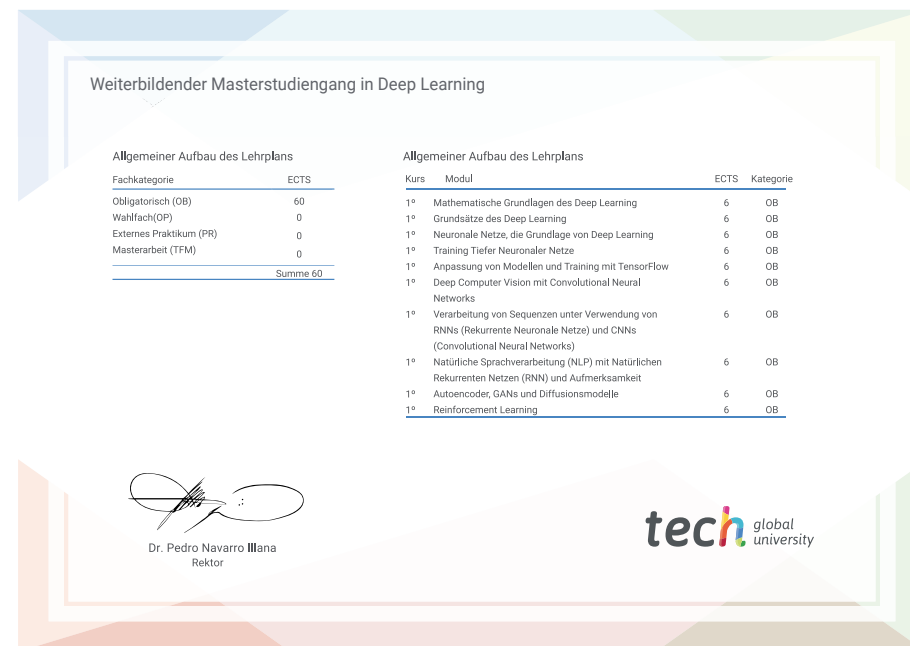 Weiterbildender Masterstudiengang in Deep Learning
Allgemeiner Aufbau des Lehrplans
Fachkategorie ECTS
Obligatorisch (OB) 60
Wahlfach(OP) 0
Externes Praktikum (PR) 0
Masterarbeit (TFM) 0
Summe 60
Allgemeiner Aufbau des Lehrplans
Kurs Modul ECTS Kategorie
1º Mathematische Grundlagen des Deep Learning 6 OB
1º Grundsätze des Deep Learning 6 OB
1º Neuronale Netze, die Grundlage von Deep Learning 6 OB
1º Training Tiefer Neuronaler Netze 6 OB
1º Anpassung von Modellen und Training mit TensorFlow 6 OB
1º Deep Computer Vision mit Convolutional Neural 6 OB
Networks
1º Verarbeitung von Sequenzen unter Verwendung von 6 OB
RNNs (Rekurrente Neuronale Netze) und CNNs
(Convolutional Neural Networks)
1º Natürliche Sprachverarbeitung (NLP) mit Natürlichen 6 OB
Rekurrenten Netzen (RNN) und Aufmerksamkeit
1º Autoencoder, GANs und Diffusionsmodelle 6 OB
1º Reinforcement Learning 6 OB
Dr. Pedro Navarro Illana
Rektor
tech global
university